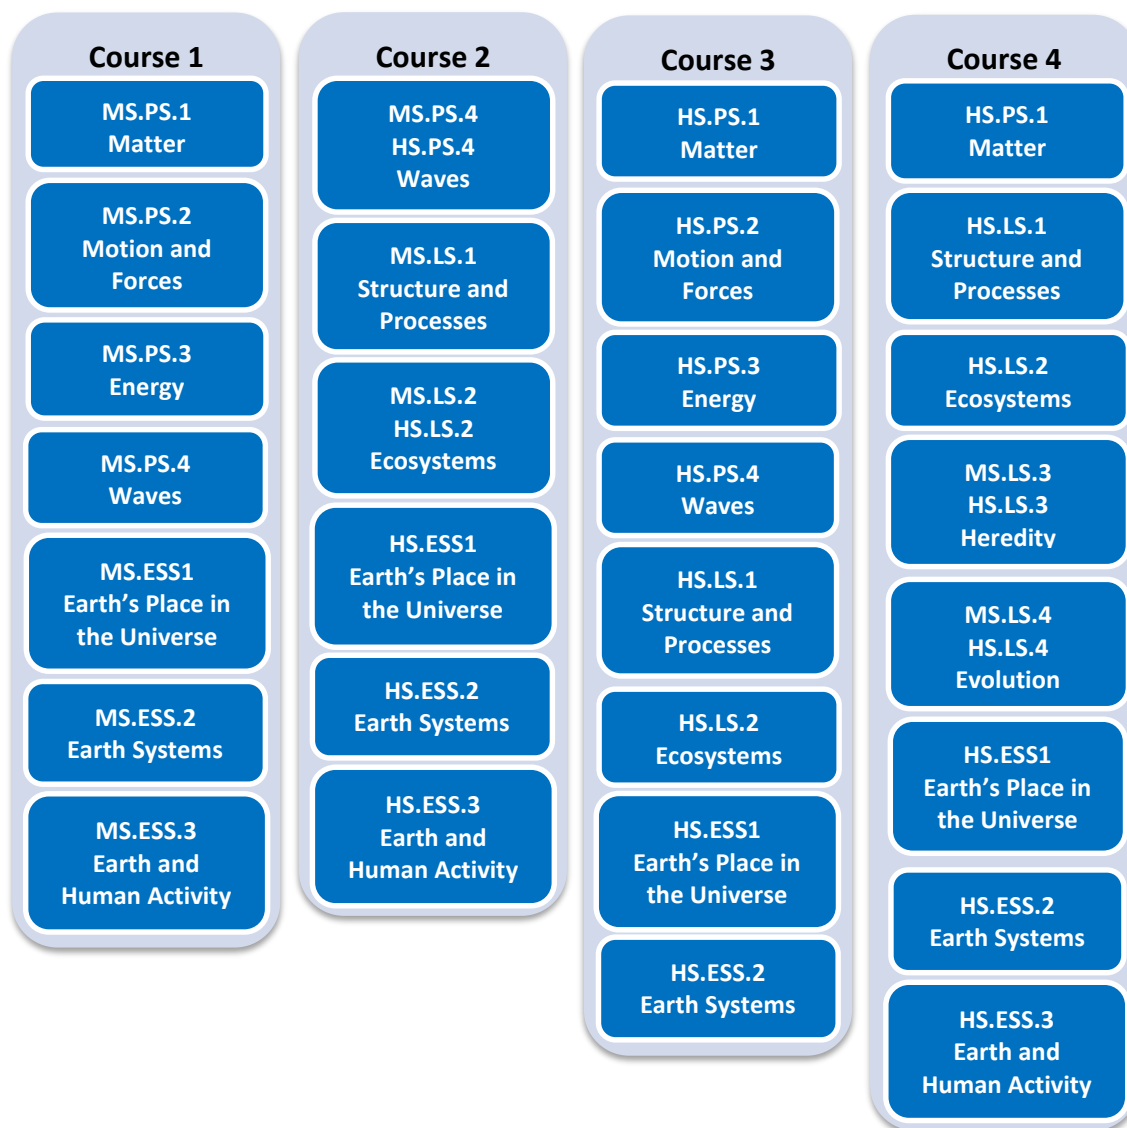 Course 1
MS.PS.1
Matter
MS.PS.2
Motion and
Forces
MS.PS.3
Energy
MS.PS.4
Waves
MS.ESS1
Earth’s Place in
the Universe
MS.ESS.2
Earth Systems
MS.ESS.3
Earth and
Human Activity
Course 2
MS.PS.4
HS.PS.4
Waves
MS.LS.1
Structure and
Processes
MS.LS.2
HS.LS.2
Ecosystems
HS.ESS1
Earth’s Place in
the Universe
HS.ESS.2
Earth Systems
HS.ESS.3
Earth and
Human Activity
Course 3
HS.PS.1
Matter
HS.PS.2
Motion and
Forces
HS.PS.3
Energy
HS.PS.4
Waves
HS.LS.1
Structure and
Processes
HS.LS.2
Ecosystems
HS.ESS1
Earth’s Place in
the Universe
HS.ESS.2
Earth Systems
Course 4
HS.PS.1
Matter
HS.LS.1
Structure and
Processes
HS.LS.2
Ecosystems
MS.LS.3
HS.LS.3
Heredity
MS.LS.4
HS.LS.4
Evolution
HS.ESS1
Earth’s Place in
the Universe
HS.ESS.2
Earth Systems
HS.ESS.3
Earth and
Human Activity